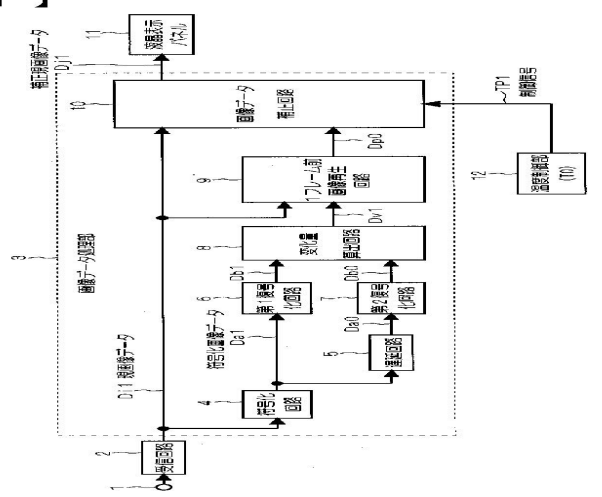 1
2
受信回路
3
画像データ処理部
Di1 現画像データ
4
符号化
回路
符号化画像データ
Da1
5
遅延回路
Da0
6
第1復号
化回路
Db1
7
第2復号
化回路
Db0
8
変化量
算出回路
Dv1
9
1フレーム前
画像再生
回路
Dp0
10
画像データ
補正回路
補正現画像データ
Dj1
11
液晶表示
パネル
12
温度制御部
(TC)
TP1
制御信号